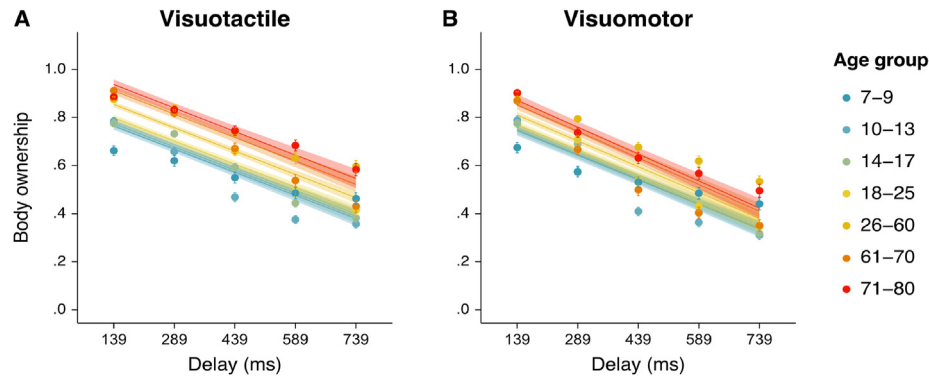 A Visuotactile
B Visuomotor
Body ownership
1.0
.8
.6
.4
.2
.0
139 289 439 589 739
Delay (ms)
1.0
.8
.6
.4
.2
.0
139 289 439 589 739
Delay (ms)
Age group
7–9
10–13
14–17
18–25
26–60
61–70
71–80